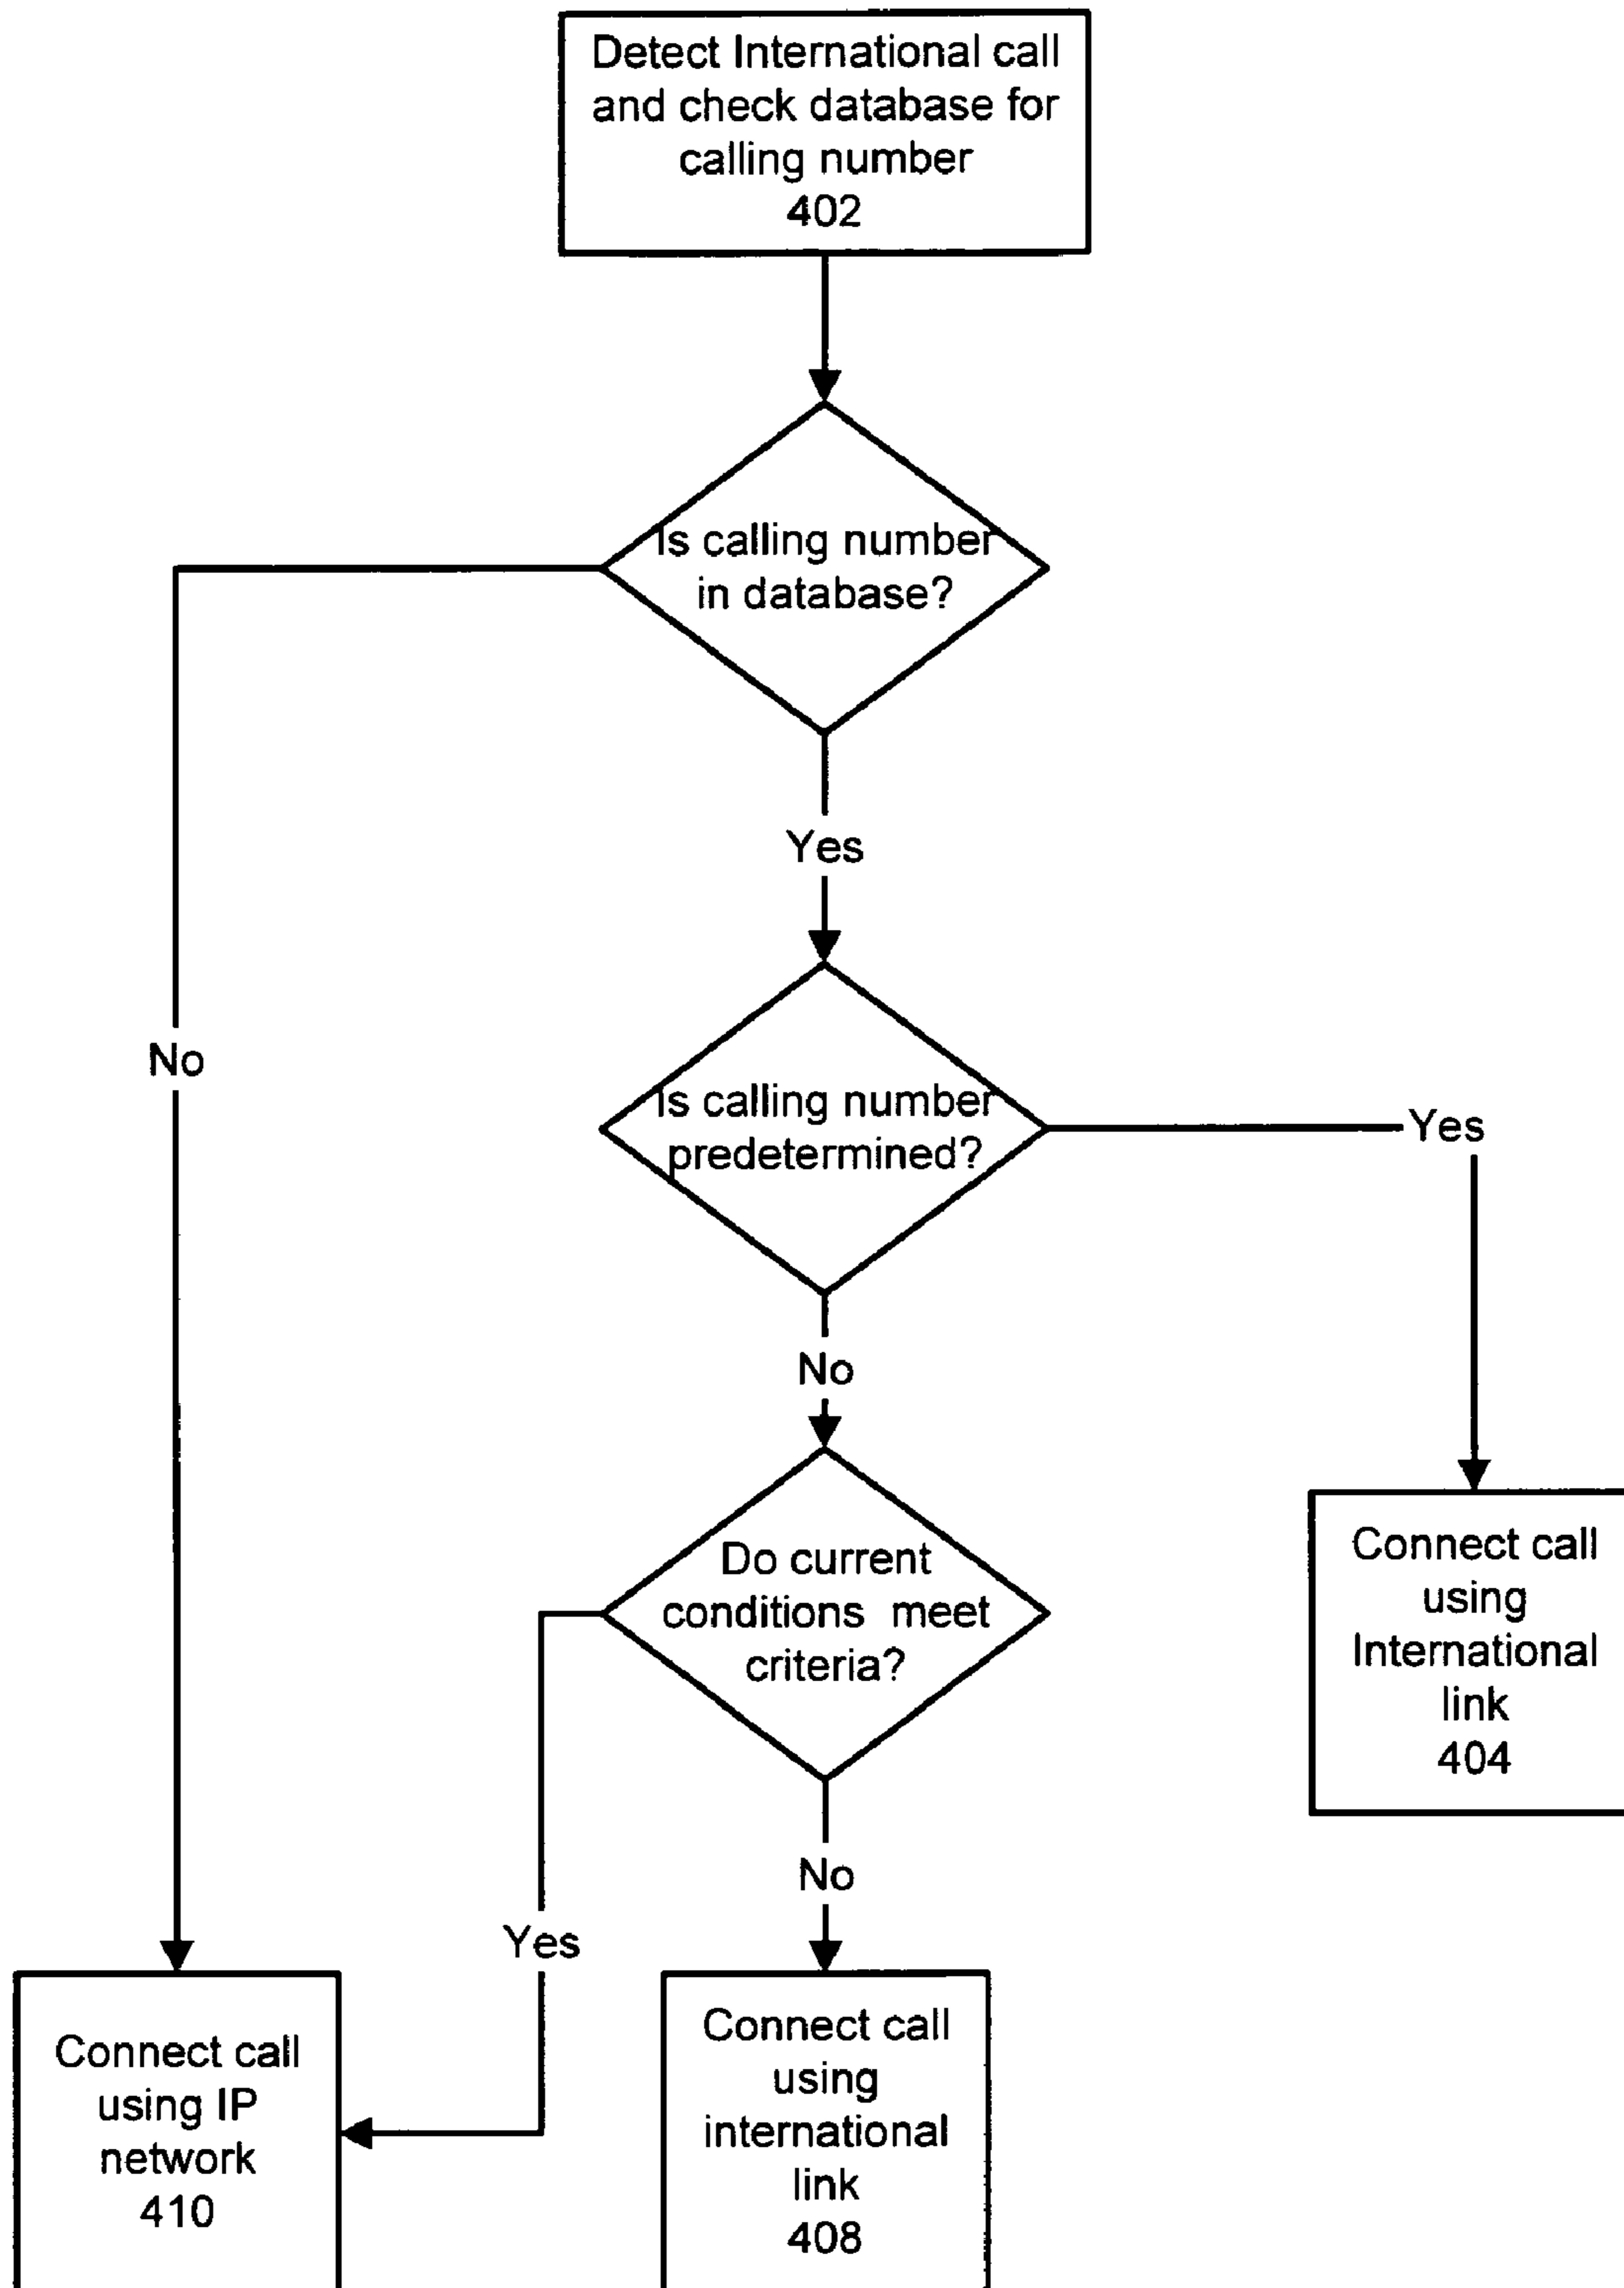 Detect International call
and check database for
calling number
402
Is calling number
in database?
Yes
No
Is calling number
predetermined?
Yes
No
Do current
conditions meet
criteria?
Connect call
using
International
link
404
No
Yes
Connect call
using IP
network
410
Connect call
using
international
link
408